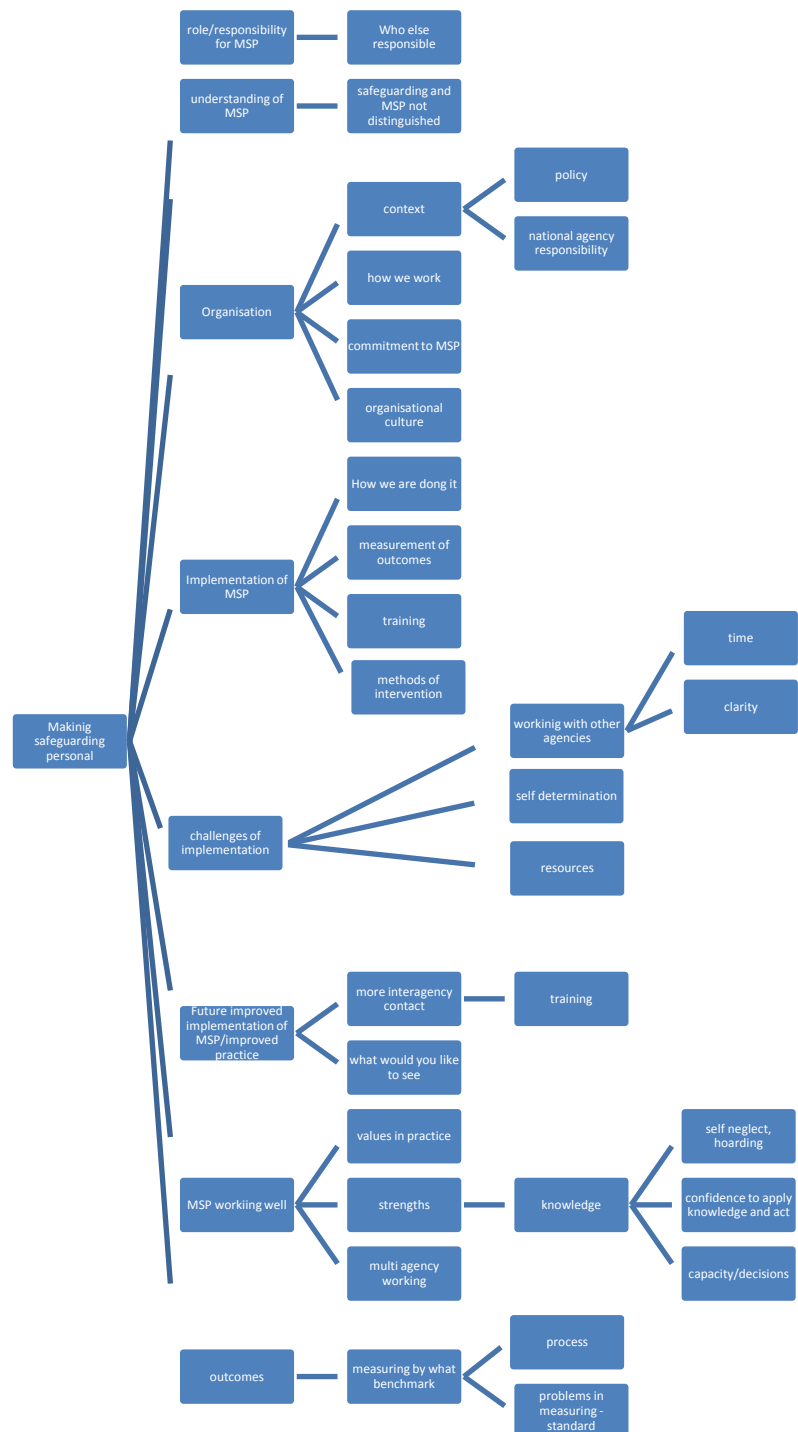 role/responsibility
for MSP
Who else
responsible
understanding of
MSP
safeguarding and
MSP not
distinguished
policy
context
national agency
responsibility
how we work
Organisation
commitment to MSP
organisational
culture
How we are dong it
measurement of
outcomes
Implementation of
MSP
training
methods of
intervention
time
clarity
Makinig
safeguarding
personal
workinig with other
agencies
self determination
challenges of
implementation
resources
more interagency
contact
training
Future improved
implementation of
MSP/improved
practice
what would you like
to see
values in practice
self neglect,
hoarding
MSP workiing well
strengths
knowledge
confidence to apply
knowledge and act
multi agency
working
capacity/decisions
process
outcomes
measuring by what
benchmark
problems in
measuring -
standard